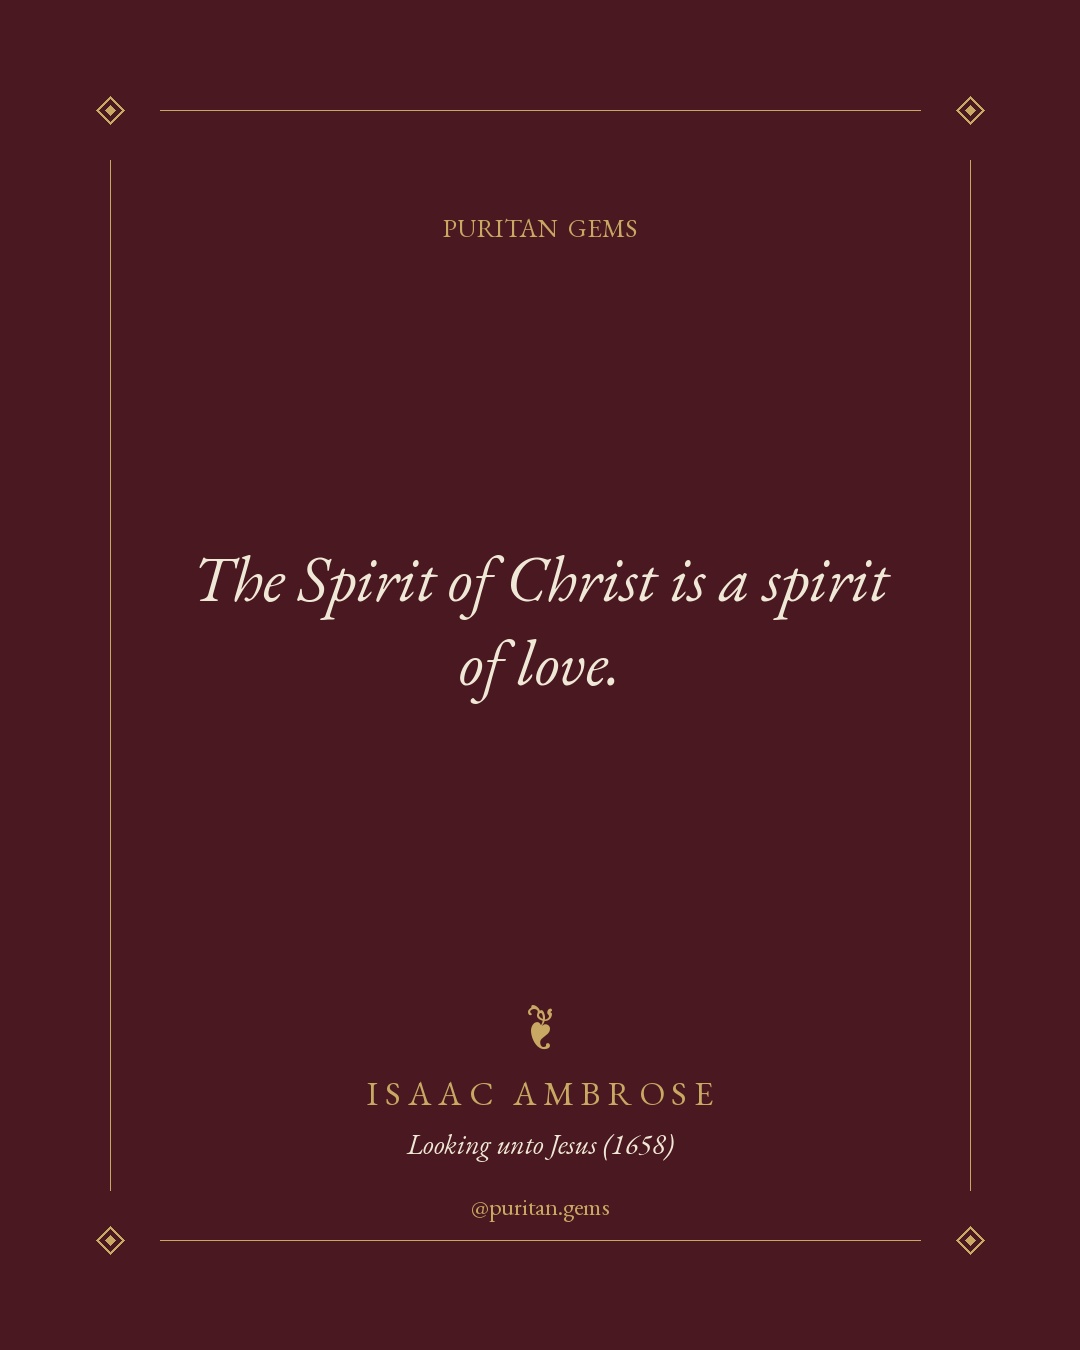 PURITAN GEMS
The Spirit of Christ is a spirit
of love.
ISAAC AMBROSE
Looking unto Jesus (1658)
@puritan.gems